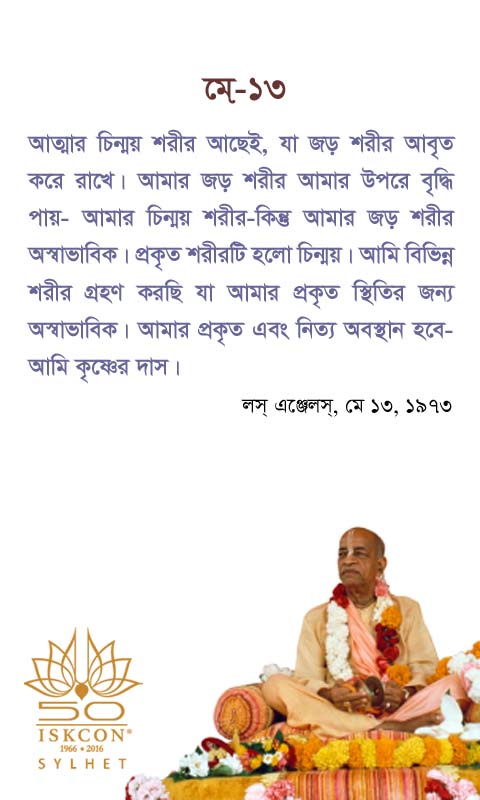 মে-১৩
আত্মার চিন্ময় শরীর আছেই, যা জড় শরীর আবৃত
করে রাখে। আমার জড় শরীর আমার উপরে বৃদ্ধি
পায়- আমার চিন্ময় শরীর-কিন্তু আমার জড় শরীর
অস্বাভাবিক। প্রকৃত শরীরটি হলো চিন্ময়। আমি বিভিন্ন
শরীর গ্রহণ করছি যা আমার প্রকৃত স্থিতির জন্য
অস্বাভাবিক। আমার প্রকৃত এবং নিত্য অবস্থান হবে-
আমি কৃষ্ণের দাস।
লস্ এঞ্জেলস্, মে ১৩, ১৯৭৩
50
ISKCON®
1966 • 2016
SYLHET